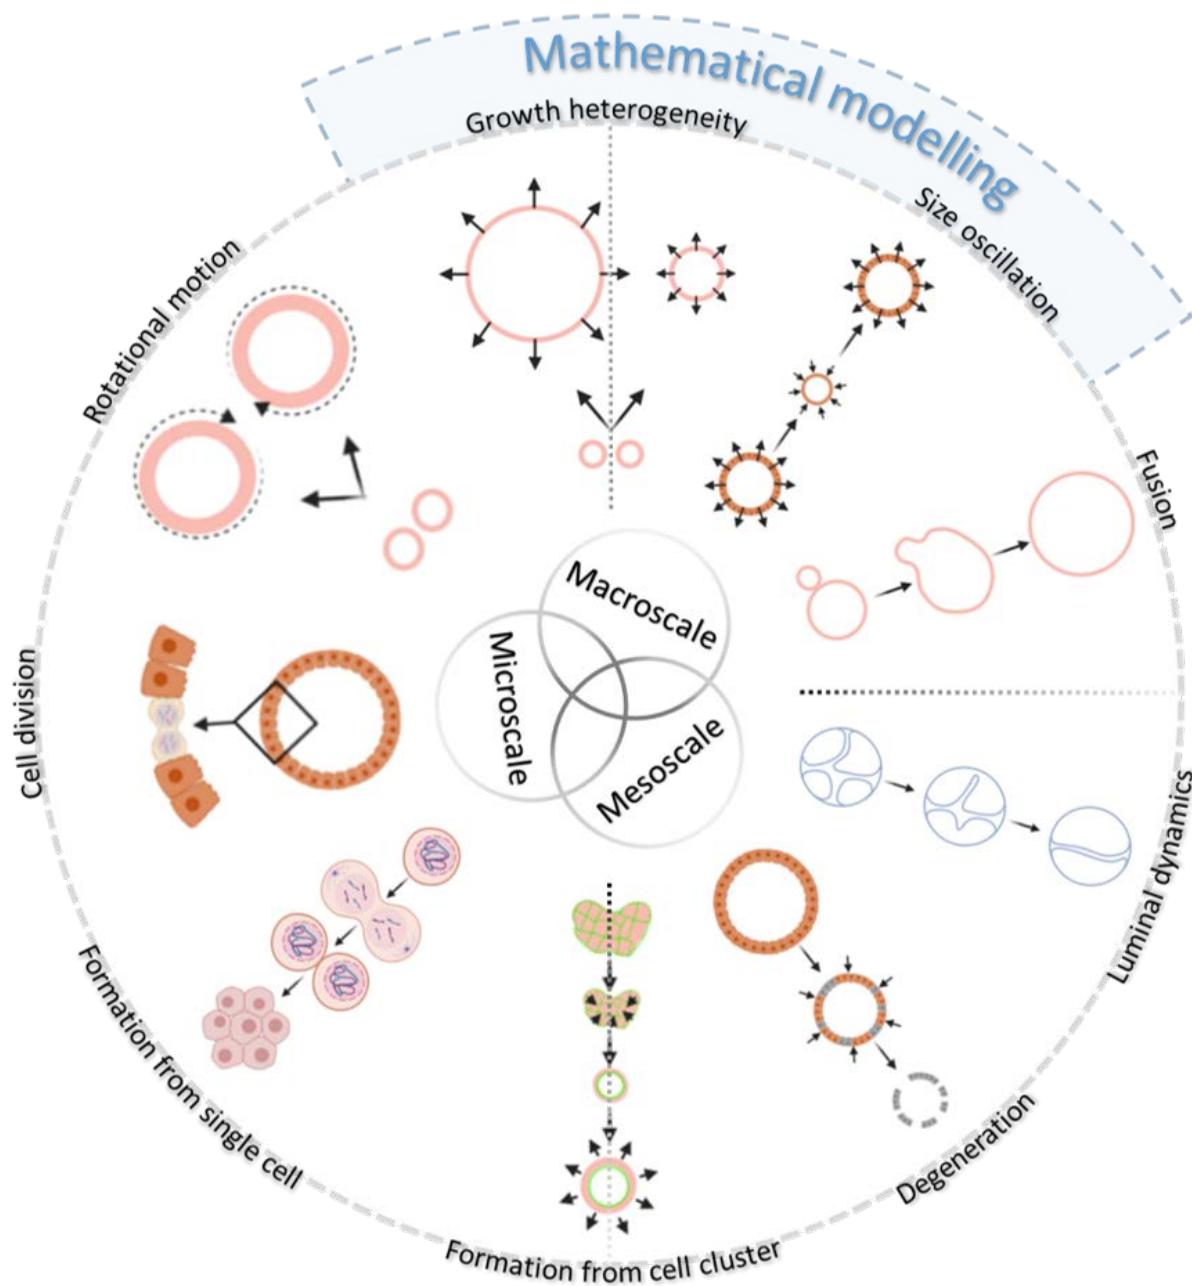 Mathematical modelling
Growth heterogeneity
Size oscillation
Rotational motion
Fusion
Macroscale
Microscale
Mesoscale
Cell division
Luminal dynamics
Formation from single cell
Degeneration
Formation from cell cluster